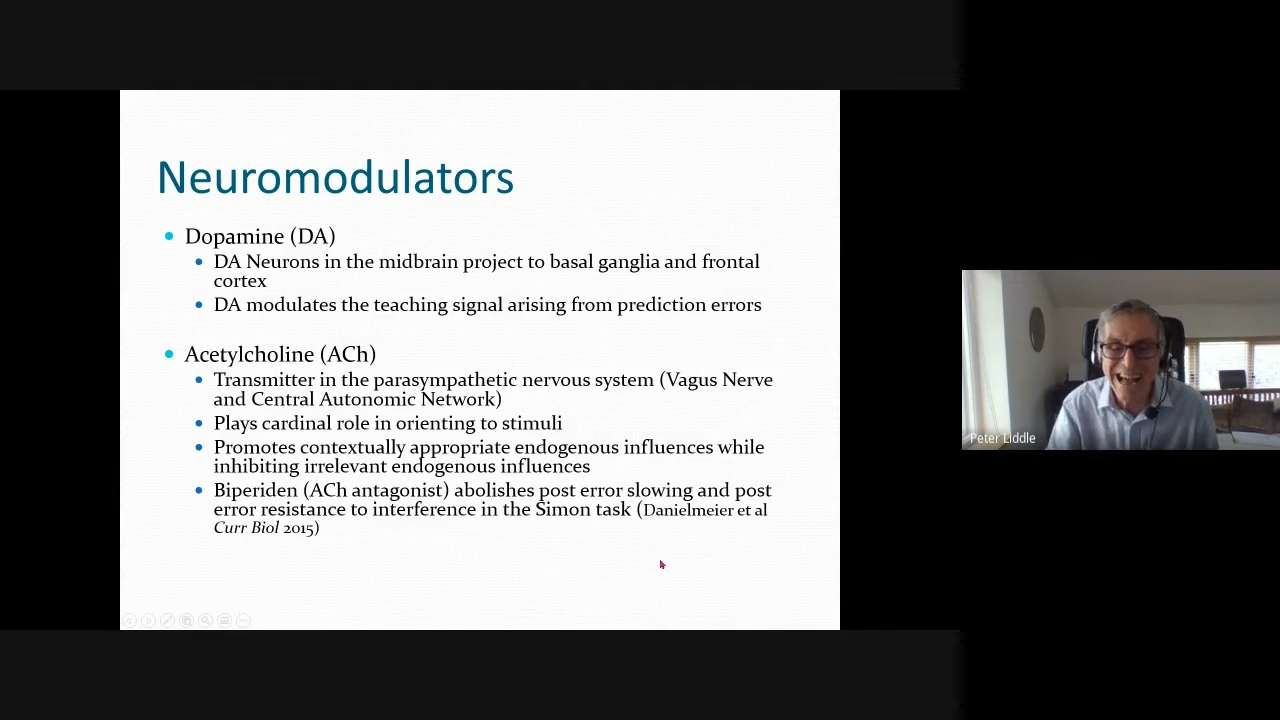 Neuromodulators
Dopamine (DA)
DA Neurons in the midbrain project to basal ganglia and frontal
cortex
DA modulates the teaching signal arising from prediction errors
Acetylcholine (ACh)
Transmitter in the parasympathetic nervous system (Vagus Nerve
and Central Autonomic Network)
Plays cardinal role in orienting to stimuli
Promotes contextually appropriate endogenous influences while
inhibiting irrelevant endogenous influences
Biperiden (ACh antagonist) abolishes post error slowing and post
error resistance to interference in the Simon task (Danielmeier et al
Curr Biol 2015)
Peter Liddle